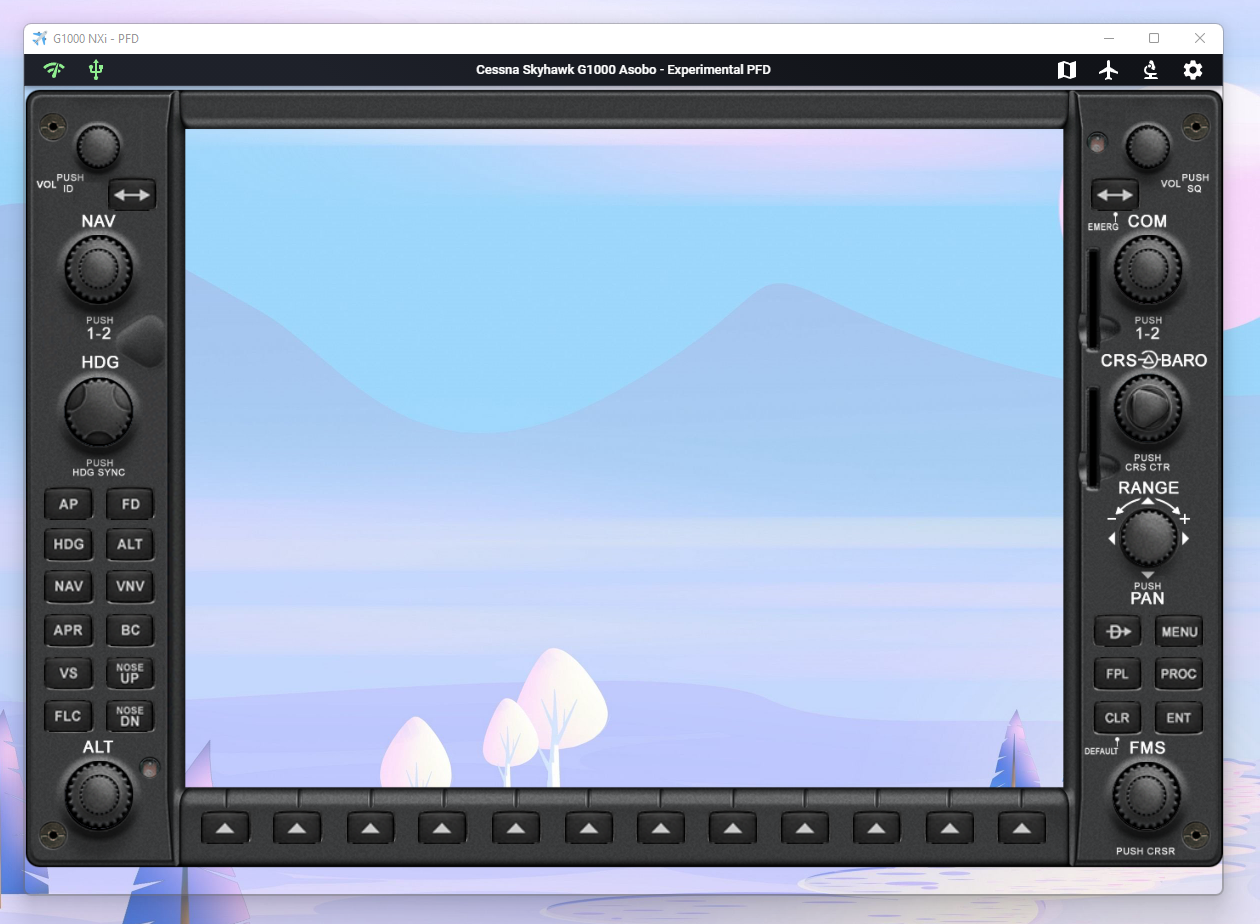 G1000 NXi - PFD
Cessna Skyhawk G1000 Asobo - Experimental PFD
VOL PUSH ID
NAV
PUSH
1-2
HDG
PUSH
HDG SYNC
AP FD
HDG ALT
NAV VNV
APR BC
VS NOSE UP
FLC NOSE DN
ALT
VOL PUSH SQ
EMERG COM
PUSH
1-2
CRS BARO
PUSH
CRS CTR
RANGE
- +
PUSH
PAN
D MENU
FPL PROC
CLR ENT
DEFAULT FMS
PUSH CRSR